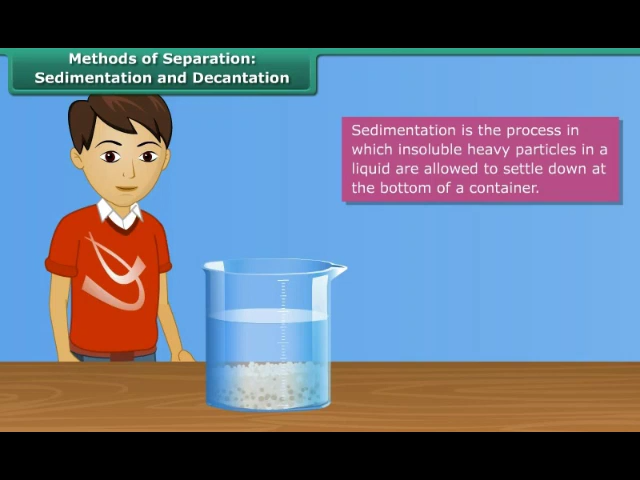 Methods of Separation:
Sedimentation and Decantation
Sedimentation is the process in
which insoluble heavy particles in a
liquid are allowed to settle down at
the bottom of a container.